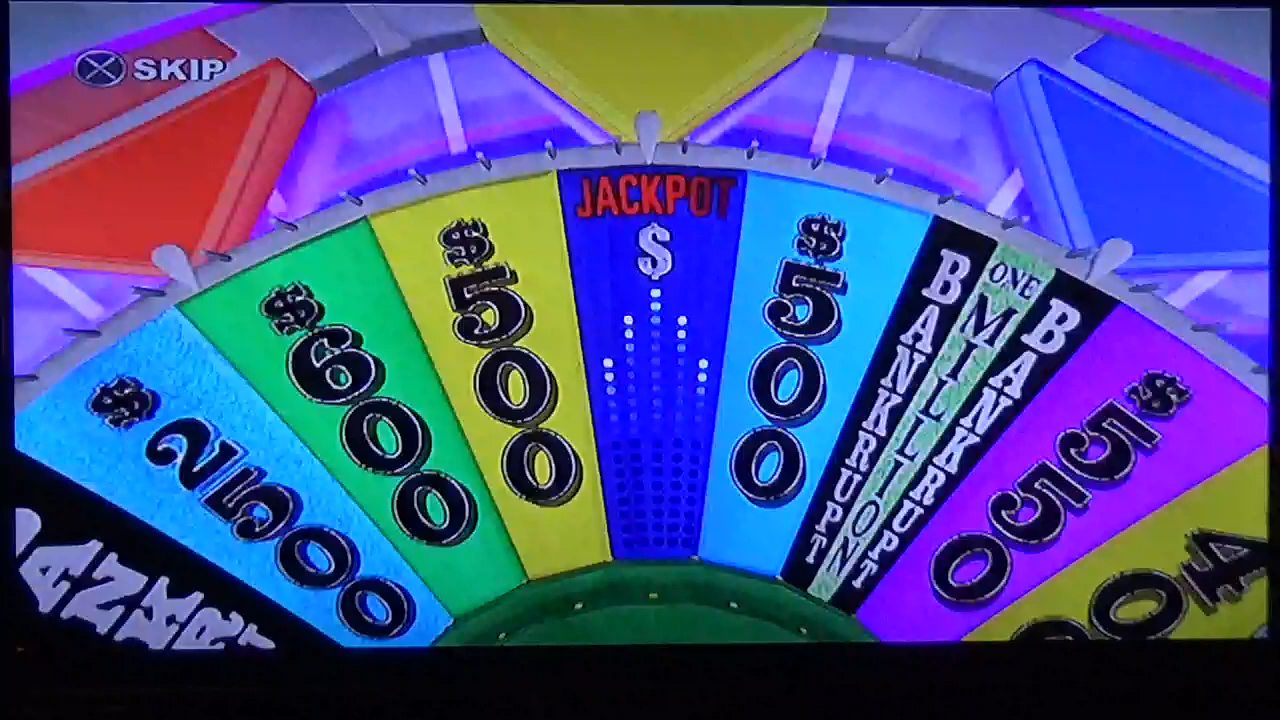 SKIP
JACKPOT
$
$500
$500
$600
$2500
BANKRUPT
ONE MILLION
BANKRUPT
$550